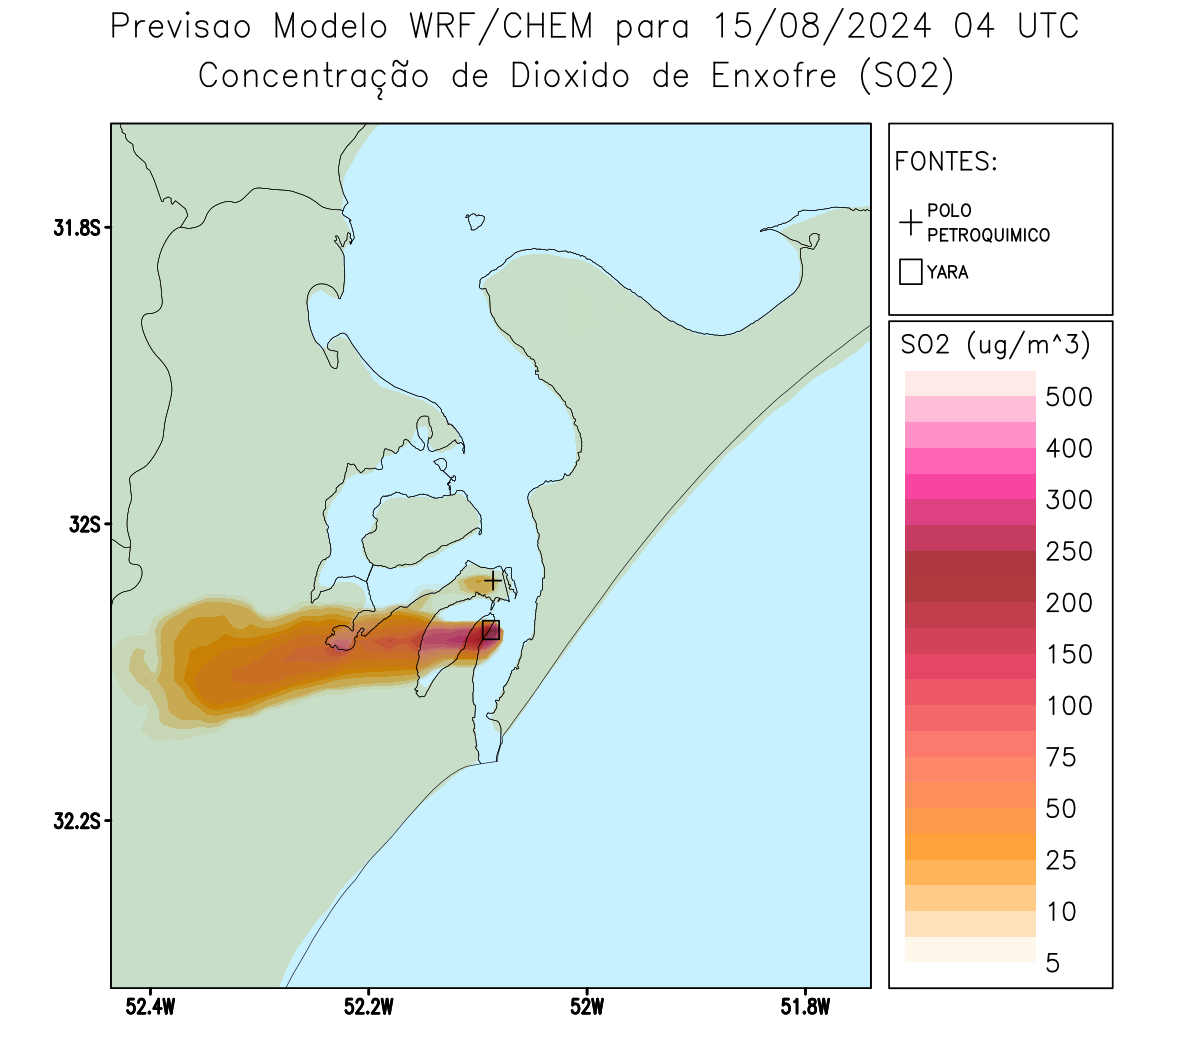 Previsao Modelo WRF/CHEM para 15/08/2024 04 UTC
Concentração de Dioxido de Enxofre (SO2)
FONTES:
POLO
PETROQUIMICO
YARA
SO2 (ug/m^3)
500
400
300
250
200
150
100
75
50
25
10
5
31.8S
32S
32.2S
52.4W
52.2W
52W
51.8W